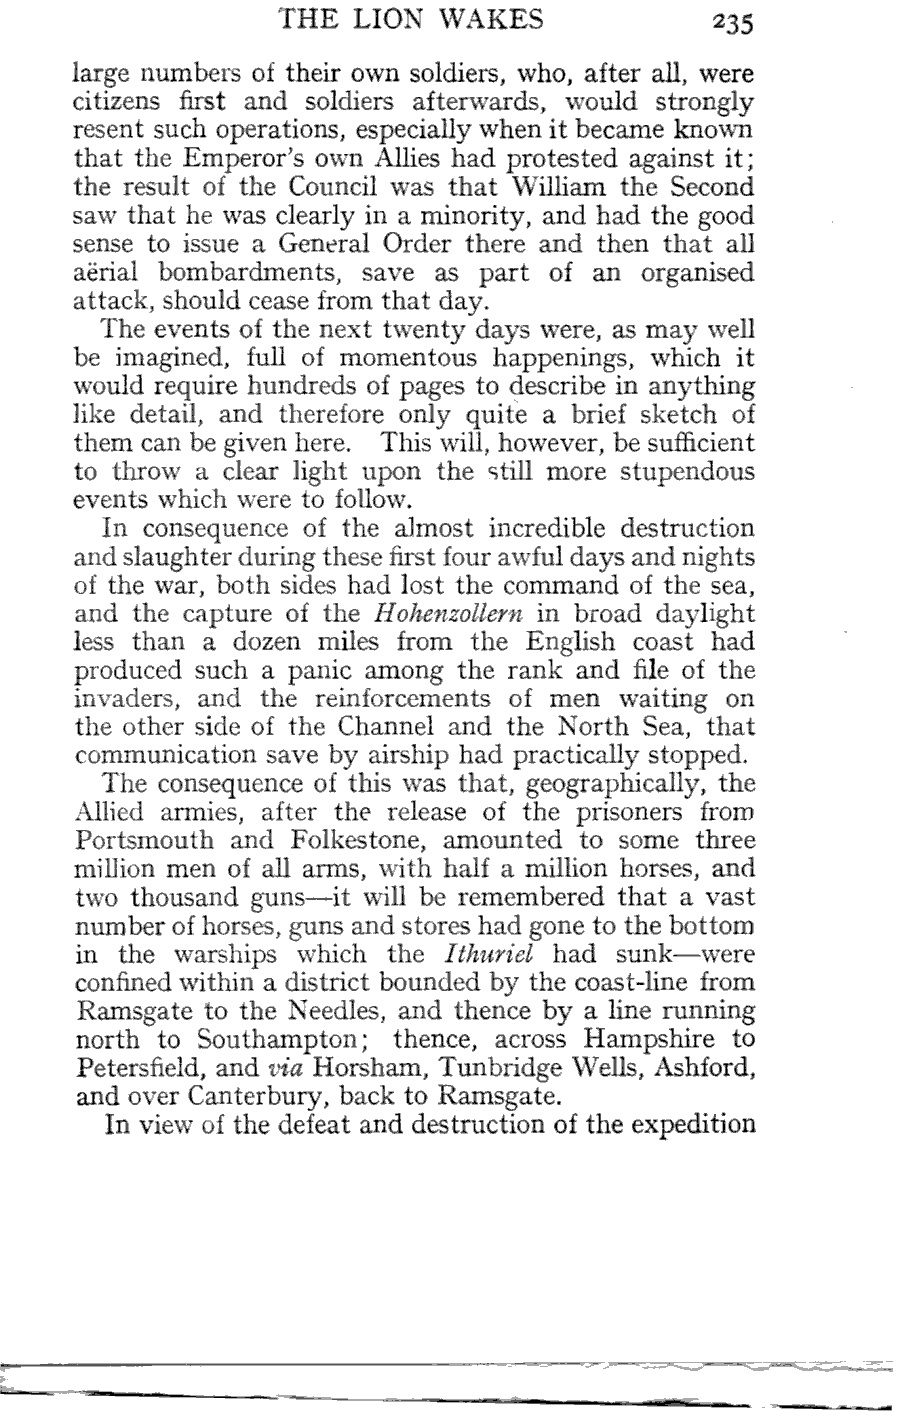 THE LION WAKES 235
large numbers of their own soldiers, who, after all, were
citizens first and soldiers afterwards, would strongly
resent such operations, especially when it became known
that the Emperor's own Allies had protested against it;
the result of the Council was that William the Second
saw that he was clearly in a minority, and had the good
sense to issue a General Order there and then that all
aërial bombardments, save as part of an organised
attack, should cease from that day.
The events of the next twenty days were, as may well
be imagined, full of momentous happenings, which it
would require hundreds of pages to describe in anything
like detail, and therefore only quite a brief sketch of
them can be given here. This will, however, be sufficient
to throw a clear light upon the still more stupendous
events which were to follow.
In consequence of the almost incredible destruction
and slaughter during these first four awful days and nights
of the war, both sides had lost the command of the sea,
and the capture of the Hohenzollern in broad daylight
less than a dozen miles from the English coast had
produced such a panic among the rank and file of the
invaders, and the reinforcements of men waiting on
the other side of the Channel and the North Sea, that
communication save by airship had practically stopped.
The consequence of this was that, geographically, the
Allied armies, after the release of the prisoners from
Portsmouth and Folkestone, amounted to some three
million men of all arms, with half a million horses, and
two thousand guns—it will be remembered that a vast
number of horses, guns and stores had gone to the bottom
in the warships which the Ithuriel had sunk—were
confined within a district bounded by the coast-line from
Ramsgate to the Needles, and thence by a line running
north to Southampton; thence, across Hampshire to
Petersfield, and via Horsham, Tunbridge Wells, Ashford,
and over Canterbury, back to Ramsgate.
In view of the defeat and destruction of the expedition